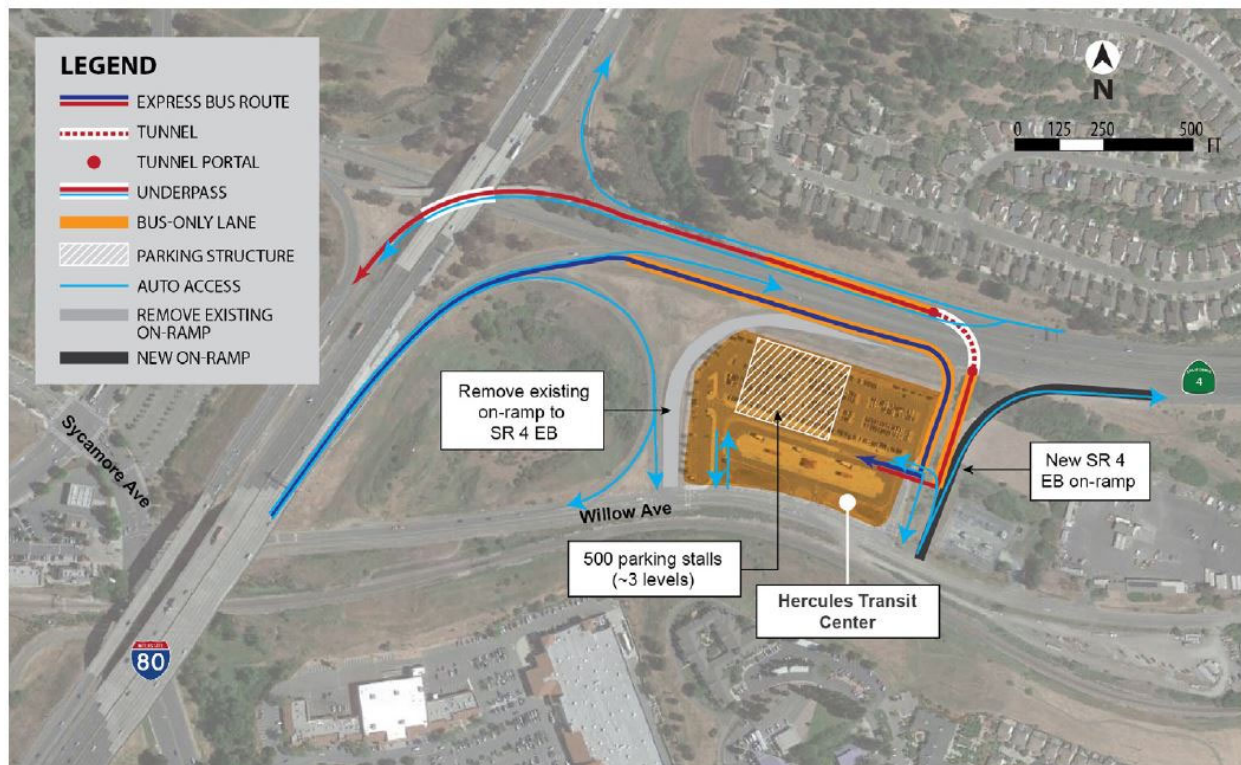 LEGEND
EXPRESS BUS ROUTE
TUNNEL
TUNNEL PORTAL
UNDERPASS
BUS-ONLY LANE
PARKING STRUCTURE
AUTO ACCESS
REMOVE EXISTING
ON-RAMP
NEW ON-RAMP
N
0 125 250 500
FT
4
Remove existing
on-ramp to
SR 4 EB
New SR 4
EB on-ramp
Sycamore Ave
Willow Ave
500 parking stalls
(~3 levels)
Hercules Transit
Center
80